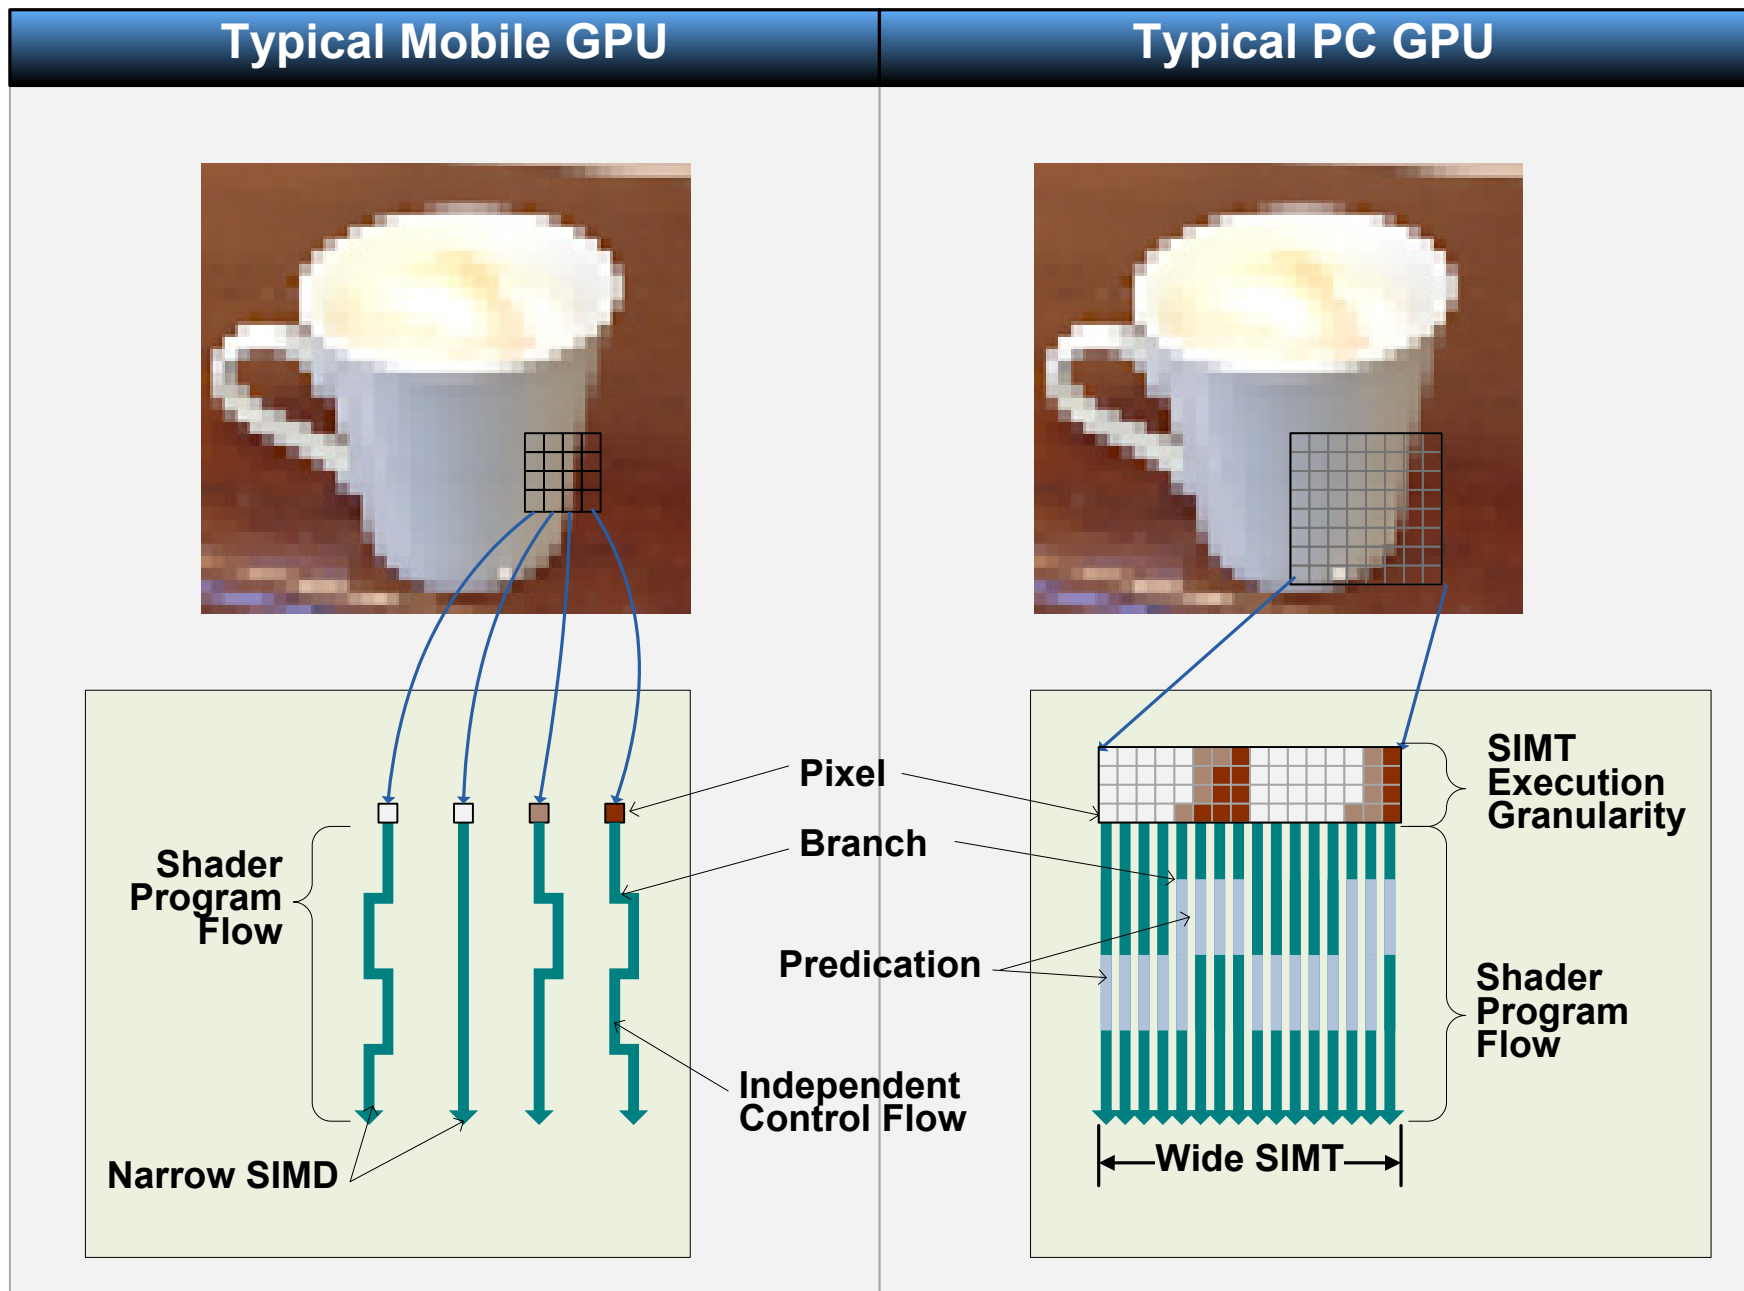 Typical Mobile GPU
Typical PC GPU
Pixel
Branch
Predication
Independent
Control Flow
Shader
Program
Flow
Narrow SIMD
SIMT
Execution
Granularity
Shader
Program
Flow
Wide SIMT